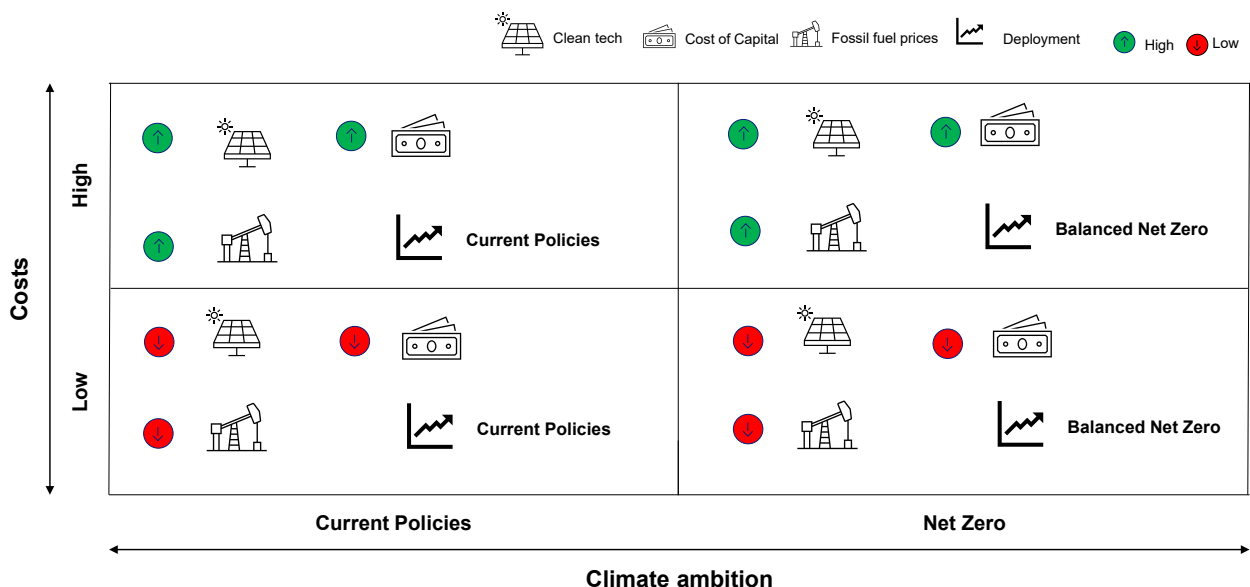 Clean tech
Cost of Capital
Fossil fuel prices
Deployment
High
Low
Costs
High
Current Policies
Balanced Net Zero
Low
Current Policies
Balanced Net Zero
Current Policies
Net Zero
Climate ambition